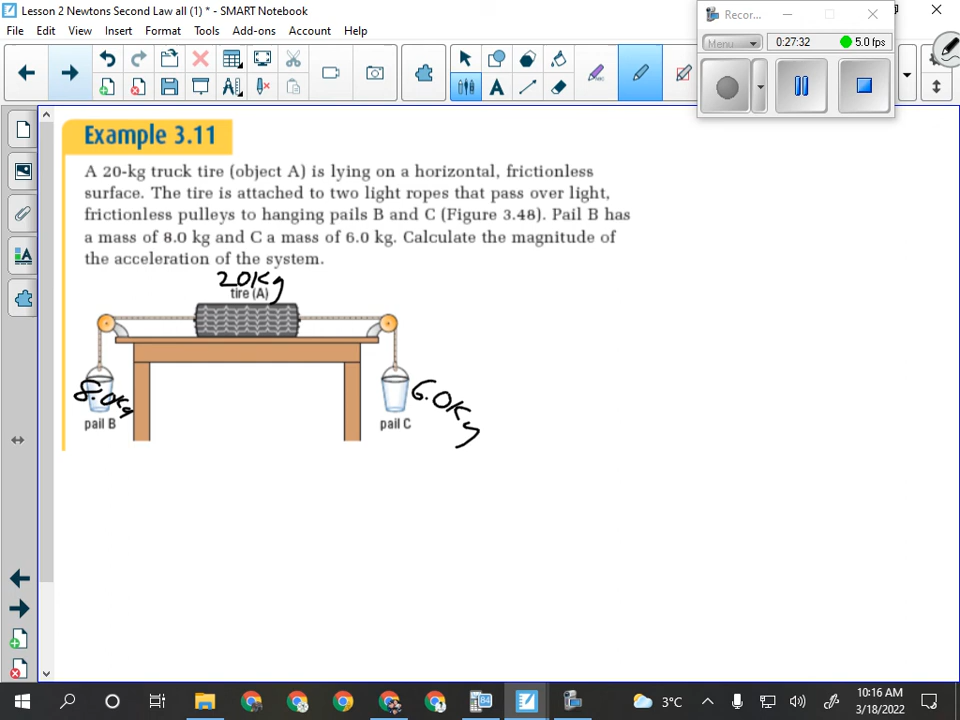 Lesson 2 Newtons Second Law all (1) * - SMART Notebook
Recor...
File Edit View Insert Format Tools Add-ons Account Help
Menu
0:27:32
5.0 fps
Example 3.11
A 20-kg truck tire (object A) is lying on a horizontal, frictionless
surface. The tire is attached to two light ropes that pass over light,
frictionless pulleys to hanging pails B and C (Figure 3.48). Pail B has
a mass of 8.0 kg and C a mass of 6.0 kg. Calculate the magnitude of
the acceleration of the system.
20Kg
tire (A)
8.0Kg
6.0Kg
pail B
pail C
3°C
10:16 AM
3/18/2022